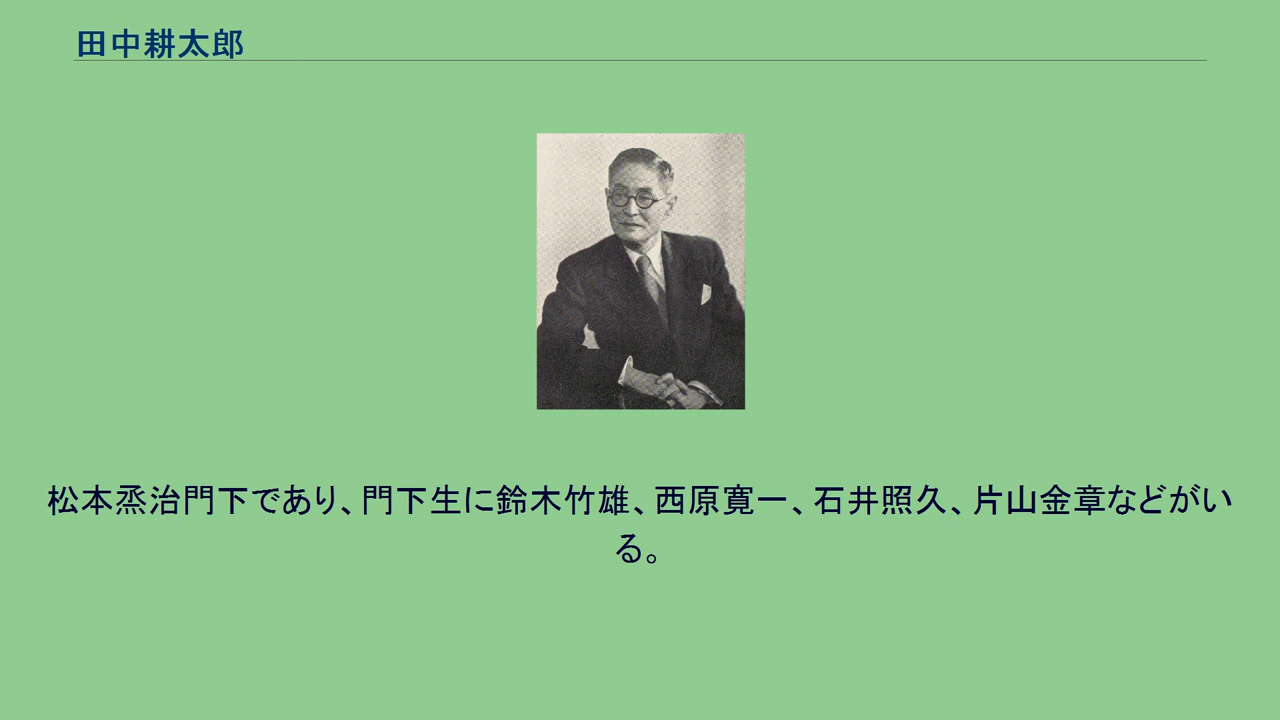 田中耕太郎
松本烝治門下であり、門下生に鈴木竹雄、西原寛一、石井照久、片山金章などがい
る。